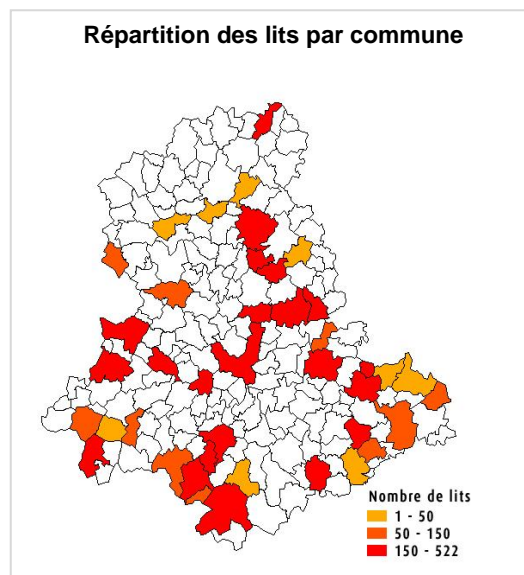 Répartition des lits par commune
Nombre de lits
1 - 50
50 - 150
150 - 522